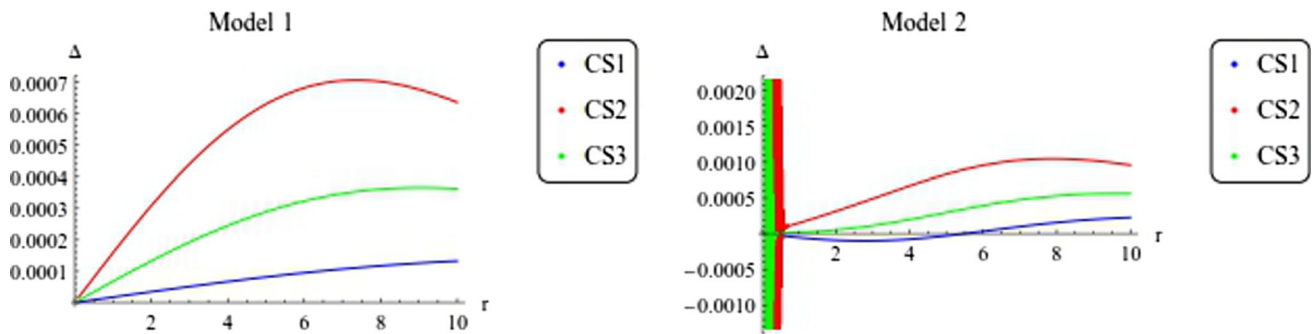 Model 1
Δ
0.0007
0.0006
0.0005
0.0004
0.0003
0.0002
0.0001
2 4 6 8 10
r
CS1
CS2
CS3
Model 2
Δ
0.0020
0.0015
0.0010
0.0005
−0.0005
−0.0010
2 4 6 8 10
r
CS1
CS2
CS3